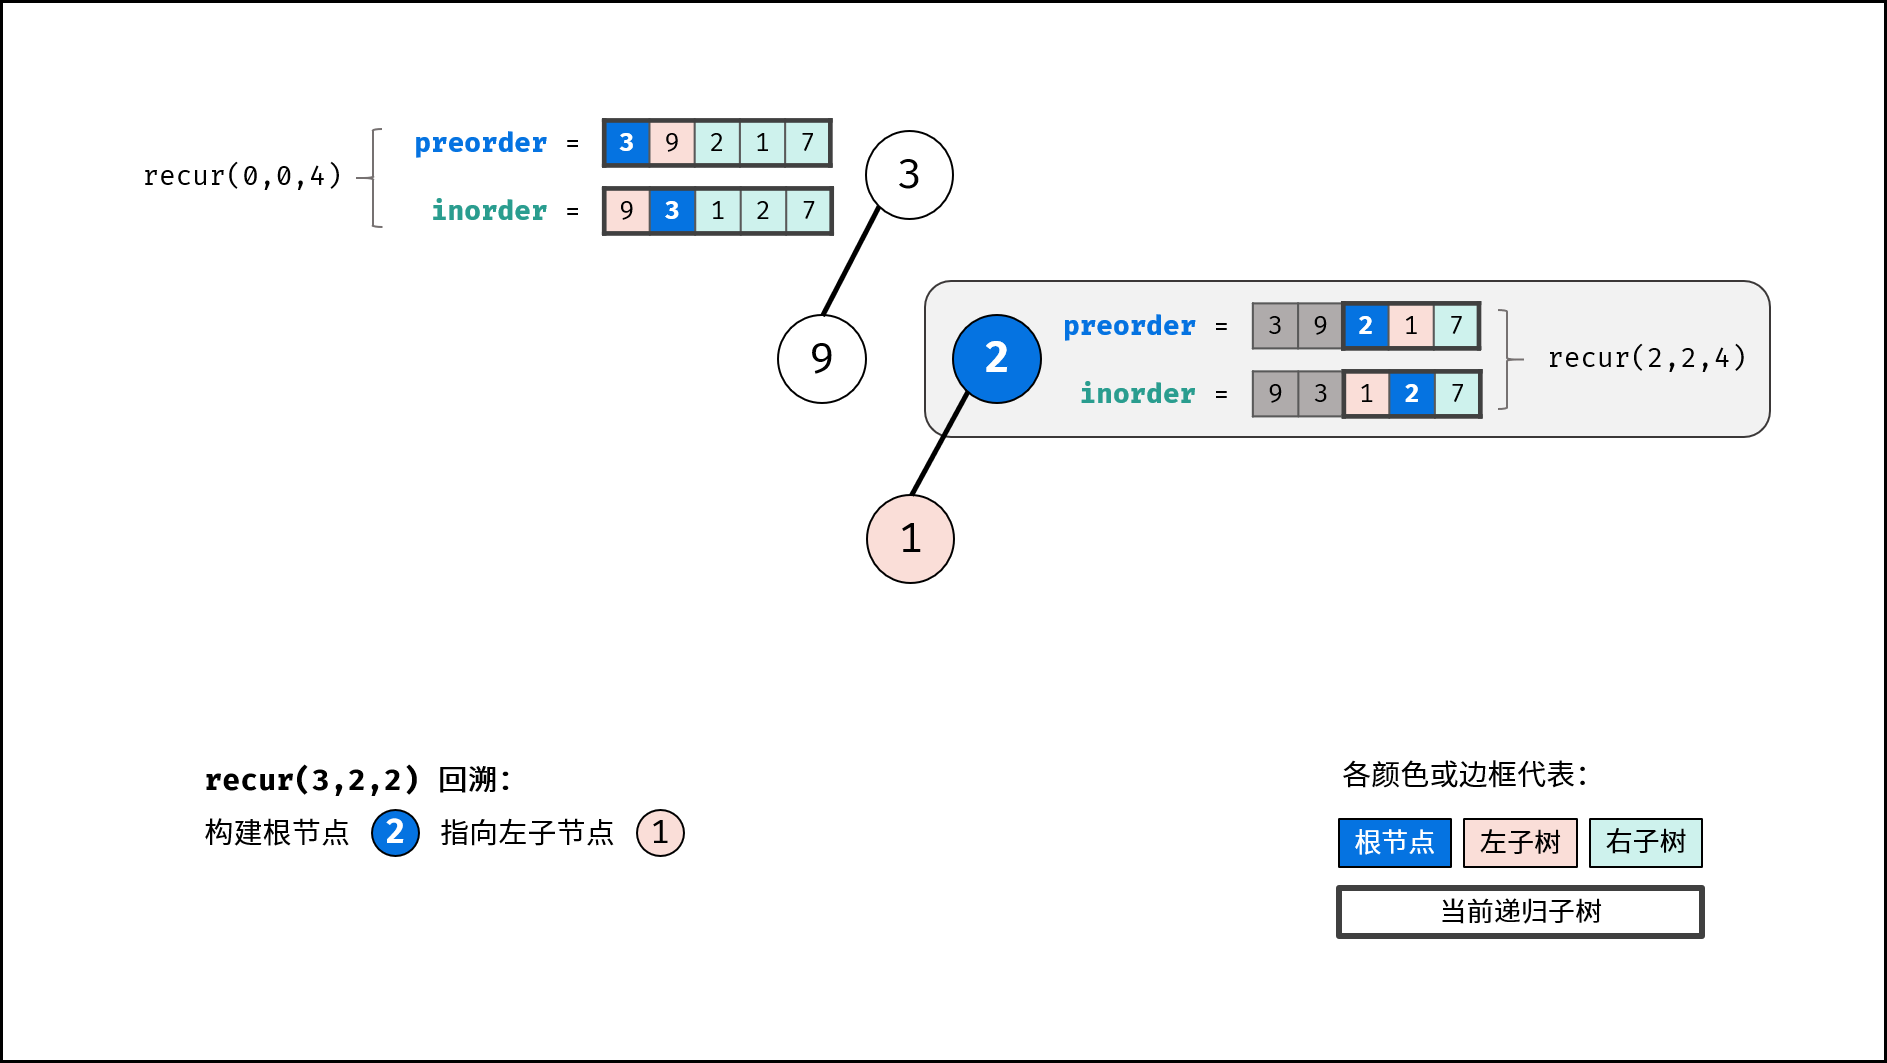 recur(0,0,4)
preorder = 3 9 2 1 7
inorder = 9 3 1 2 7
3
9
2
preorder = 3 9 2 1 7
inorder = 9 3 1 2 7
recur(2,2,4)
1
recur(3,2,2) 回溯：
构建根节点 2 指向左子节点 1
各颜色或边框代表：
根节点 左子树 右子树
当前递归子树